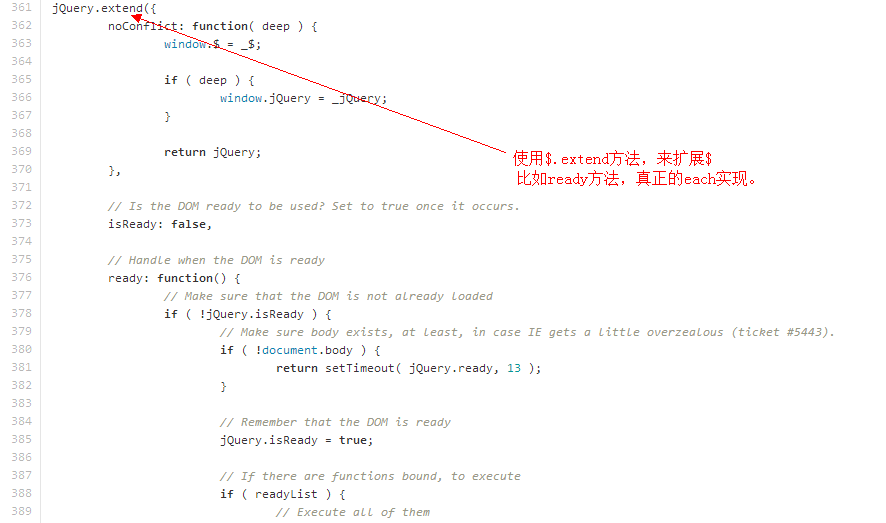 361 jQuery.extend({
362 noConflict: function( deep ) {
363 window.$ = _$;
364
365 if ( deep ) {
366 window.jQuery = _jQuery;
367 }
368
369 return jQuery;
使用$.extend方法，来扩展$
比如ready方法，真正的each实现。
370 },
371
372 // Is the DOM ready to be used? Set to true once it occurs.
373 isReady: false,
374
375 // Handle when the DOM is ready
376 ready: function() {
377 // Make sure that the DOM is not already loaded
378 if ( !jQuery.isReady ) {
379 // Make sure body exists, at least, in case IE gets a little overzealous (ticket #5443).
380 if ( !document.body ) {
381 return setTimeout( jQuery.ready, 13 );
382 }
383
384 // Remember that the DOM is ready
385 jQuery.isReady = true;
386
387 // If there are functions bound, to execute
388 if ( readyList ) {
389 // Execute all of them